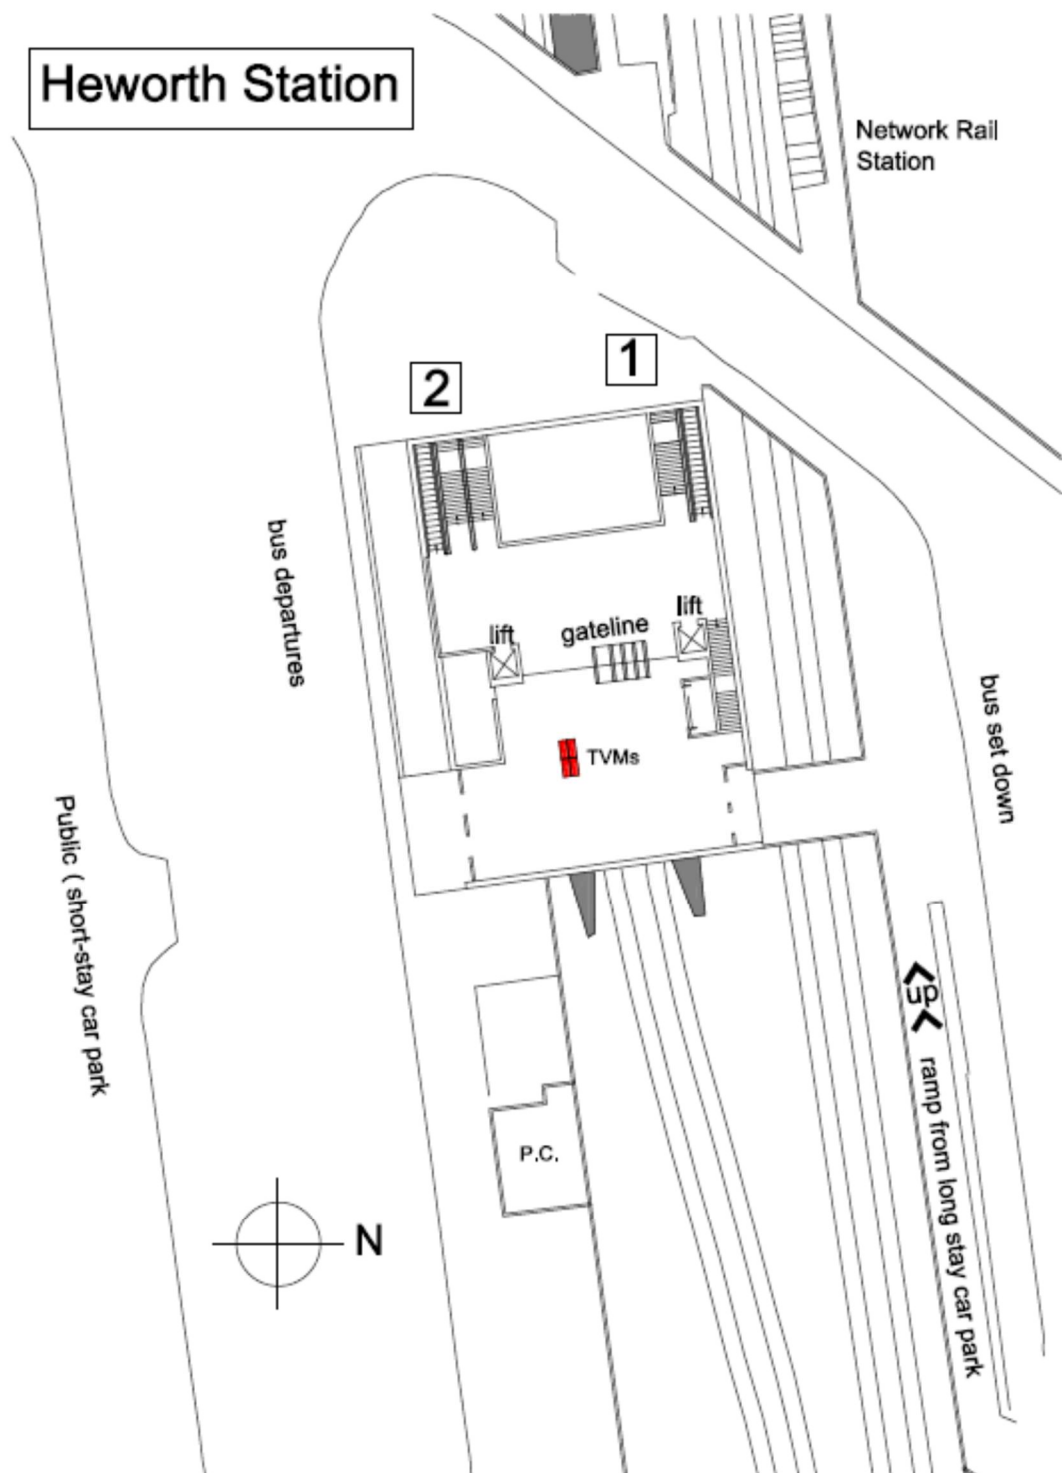 Heworth Station
Network Rail
Station
1
2
bus departures
lift
gateline
lift
TVMs
bus set down
Public ( short-stay car park
up
ramp from long stay car park
P.C.
N